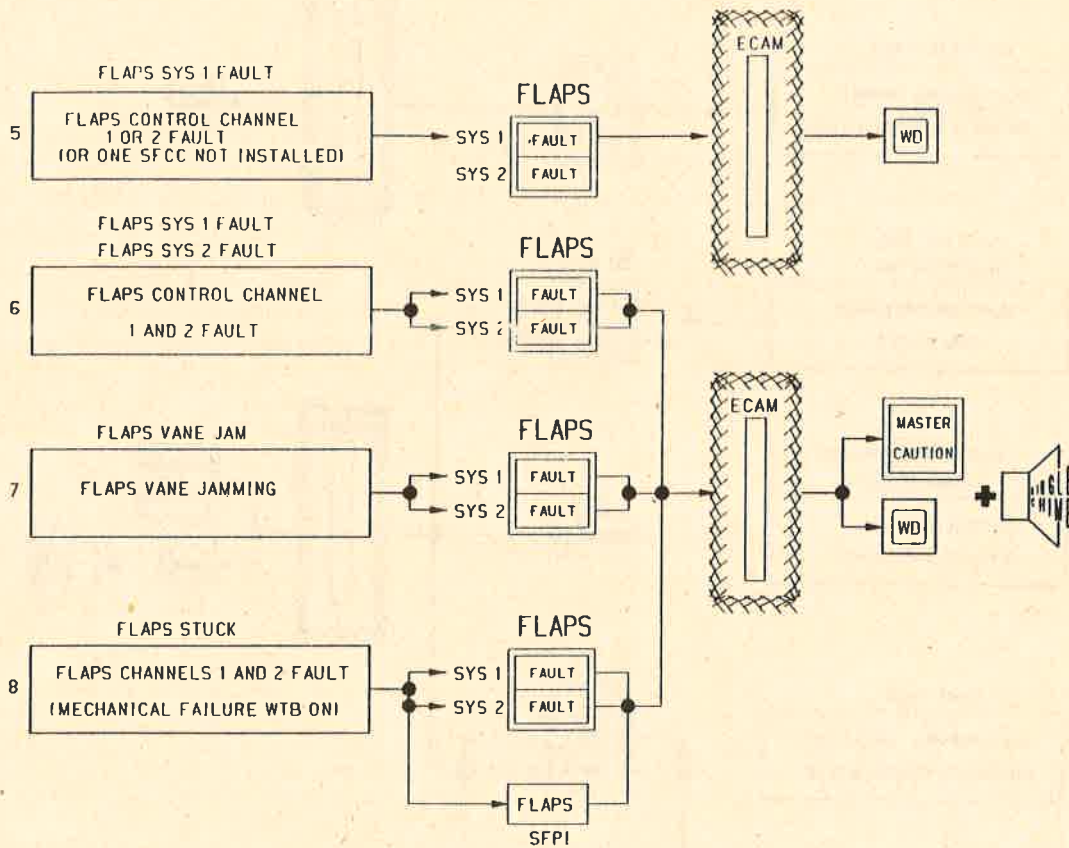 FLAPS SYS 1 FAULT
5
FLAPS CONTROL CHANNEL
1 OR 2 FAULT
(OR ONE SFCC NOT INSTALLED)
FLAPS
SYS 1
FAULT
SYS 2
FAULT
ECAM
WD
FLAPS SYS 1 FAULT
FLAPS SYS 2 FAULT
6
FLAPS CONTROL CHANNEL
1 AND 2 FAULT
FLAPS
SYS 1
FAULT
SYS 2
FAULT
FLAPS VANE JAM
7
FLAPS VANE JAMMING
FLAPS
SYS 1
FAULT
SYS 2
FAULT
ECAM
MASTER
CAUTION
WD
+
SINGLE
CHIME
FLAPS STUCK
8
FLAPS CHANNELS 1 AND 2 FAULT
(MECHANICAL FAILURE WTB ON)
FLAPS
SYS 1
FAULT
SYS 2
FAULT
FLAPS
SFPI